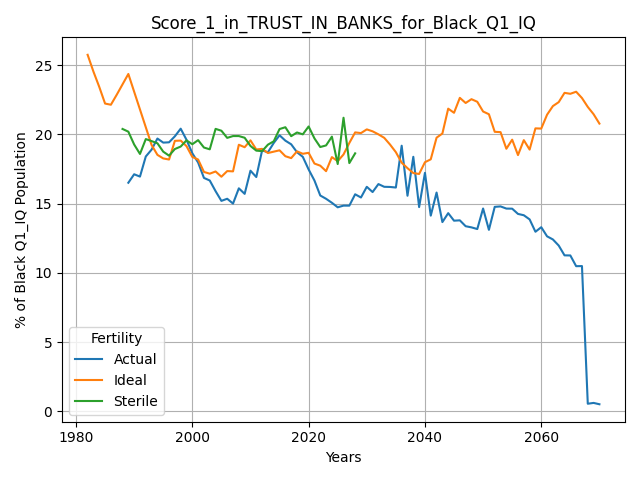 Score_1_in_TRUST_IN_BANKS_for_Black_Q1_IQ
% of Black Q1_IQ Population
25
20
15
10
5
0
Fertility
Actual
Ideal
Sterile
1980
2000
2020
2040
2060
Years